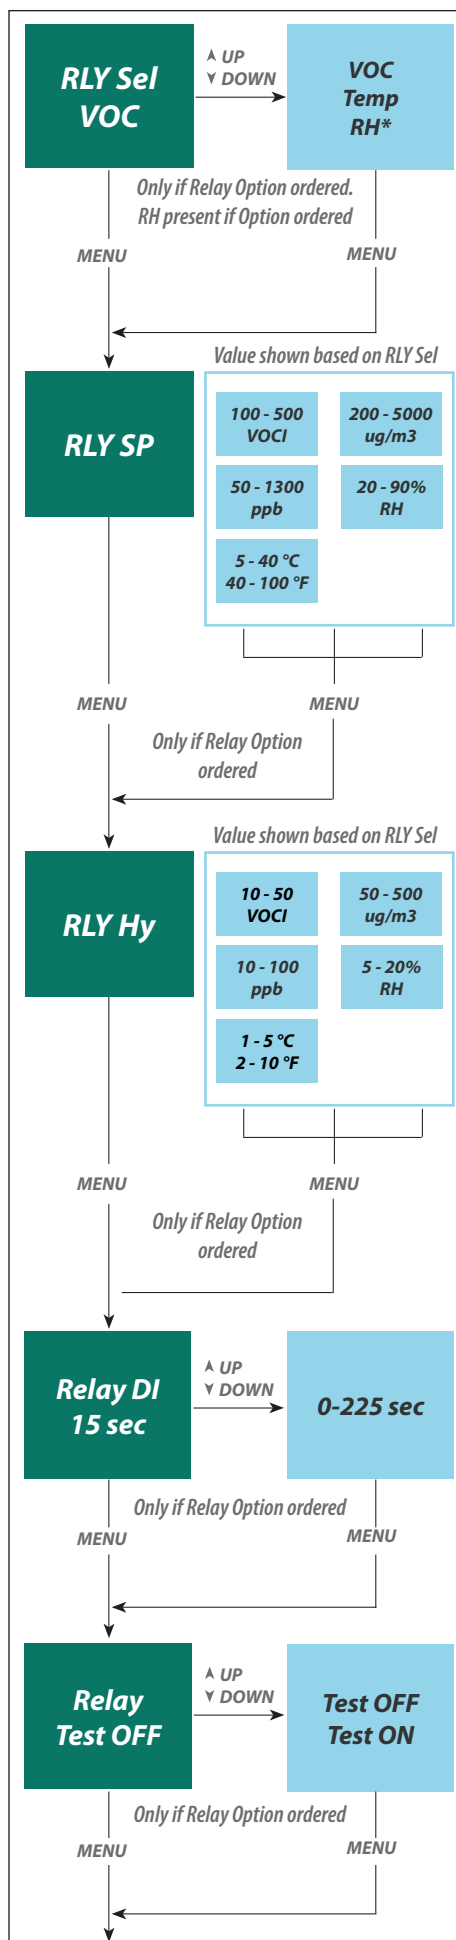 RLY Sel
VOC
UP
DOWN
VOC
Temp
RH*
Only if Relay Option ordered.
RH present if Option ordered
MENU
MENU
Value shown based on RLY Sel
RLY SP
100 - 500
VOCI
200 - 5000
ug/m3
50 - 1300
ppb
20 - 90%
RH
5 - 40 °C
40 - 100 °F
MENU
MENU
Only if Relay Option
ordered
Value shown based on RLY Sel
RLY Hy
10 - 50
VOCI
50 - 500
ug/m3
10 - 100
ppb
5 - 20%
RH
1 - 5 °C
2 - 10 °F
MENU
MENU
Only if Relay Option
ordered
Relay DI
15 sec
UP
DOWN
0-225 sec
Only if Relay Option ordered
MENU
MENU
Relay
Test OFF
UP
DOWN
Test OFF
Test ON
Only if Relay Option ordered
MENU
MENU